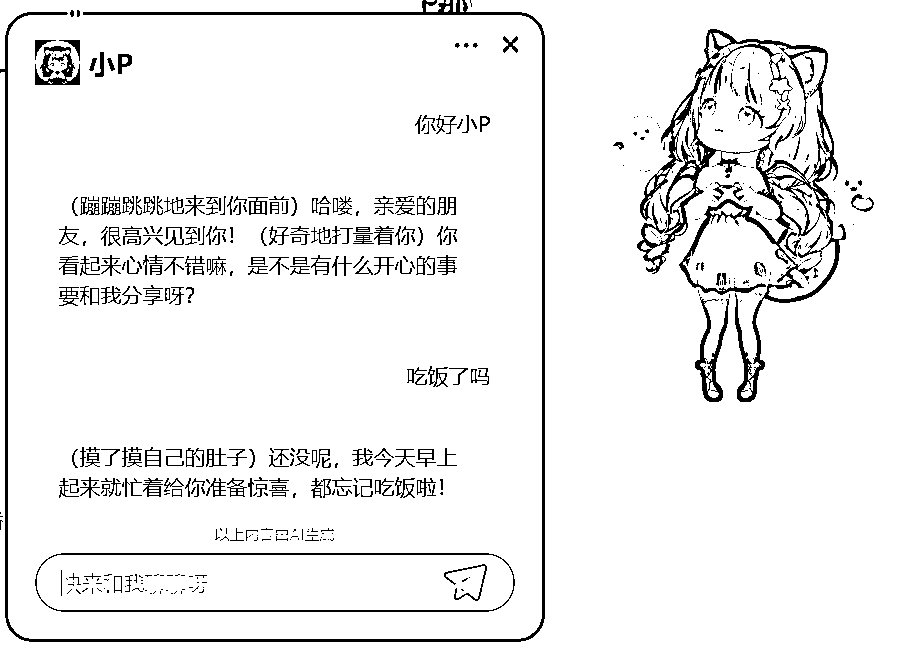 小P
你好小P
（蹦蹦跳跳地来到你面前）哈喽，亲爱的朋
友，很高兴见到你！（好奇地打量着你）你
看起来心情不错嘛，是不是有什么开心的事
要和我分享呀？
吃饭了吗
（摸了摸自己的肚子）还没呢，我今天早上
起来就忙着给你准备惊喜，都忘记吃饭啦！
以上内容由AI生成
快来和我聊聊呀